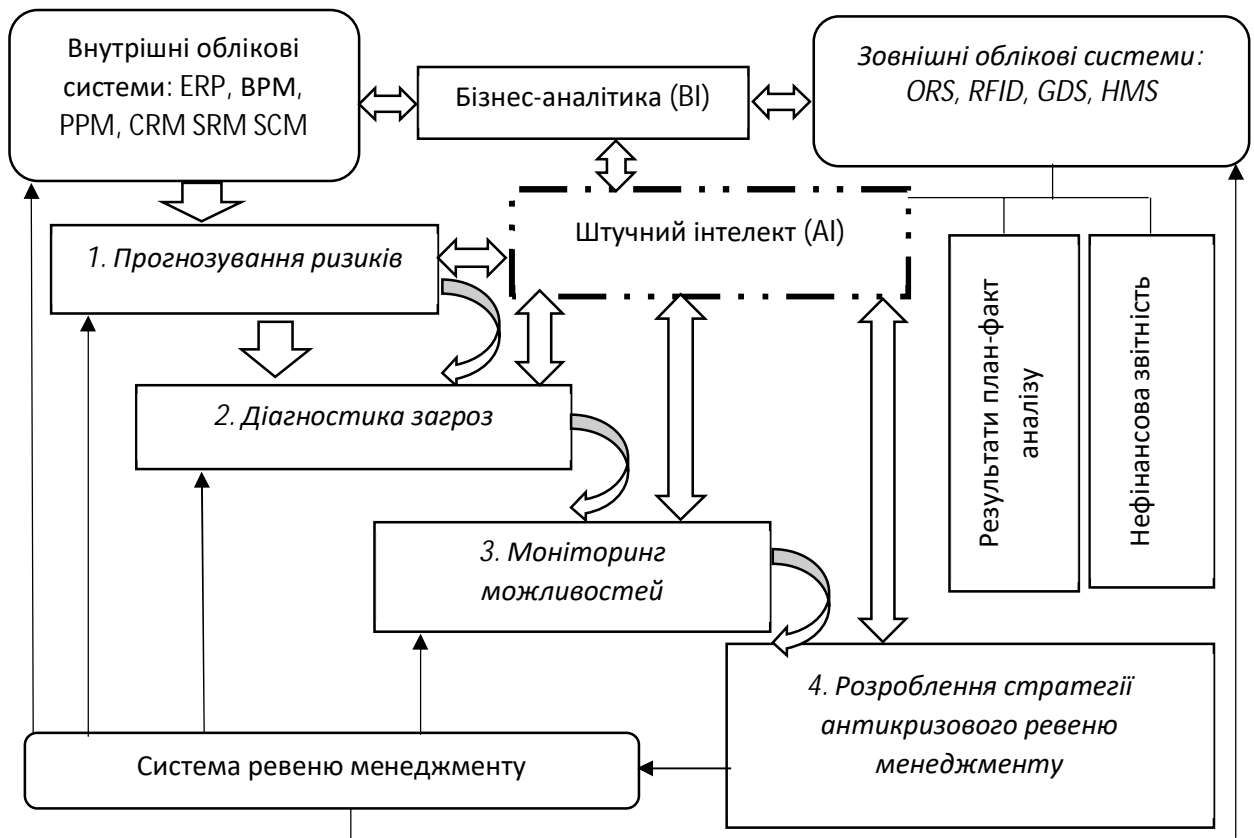 Внутрішні облікові
системи: ERP, BPM,
PPM, CRM SRM SCM
Бізнес-аналітика (BI)
Зовнішні облікові системи:
ORS, RFID, GDS, HMS
Штучний інтелект (AI)
1. Прогнозування ризиків
2. Діагностика загроз
3. Моніторинг
можливостей
4. Розроблення стратегії
антикризового ревеню
менеджменту
Результати план-факт
аналізу
Нефінансова звітність
Система ревеню менеджменту